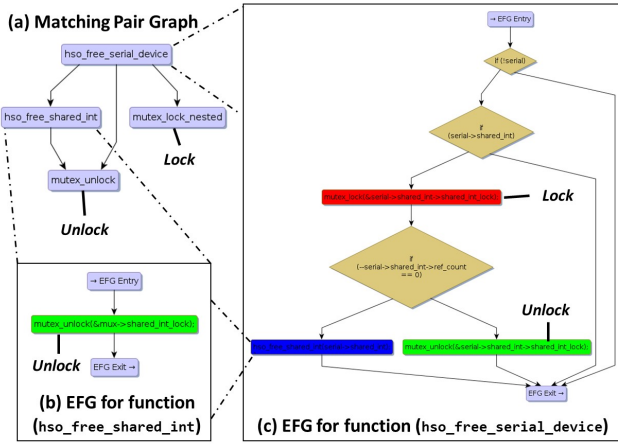 (a) Matching Pair Graph
hso_free_serial_device
hso_free_shared_int
mutex_lock_nested
Lock
mutex_unlock
Unlock
→ EFG Entry
mutex_unlock(&mux->shared_int_lock);
Unlock
EFG Exit →
(b) EFG for function
(hso_free_shared_int)
→ EFG Entry
if (!serial)
if
(serial->shared_int)
mutex_lock(&serial->shared_int->shared_int_lock);
Lock
if
(--serial->shared_int->ref_count
== 0)
Unlock
mutex_unlock(&serial->shared_int->shared_int_lock);
EFG Exit →
(c) EFG for function (hso_free_serial_device)